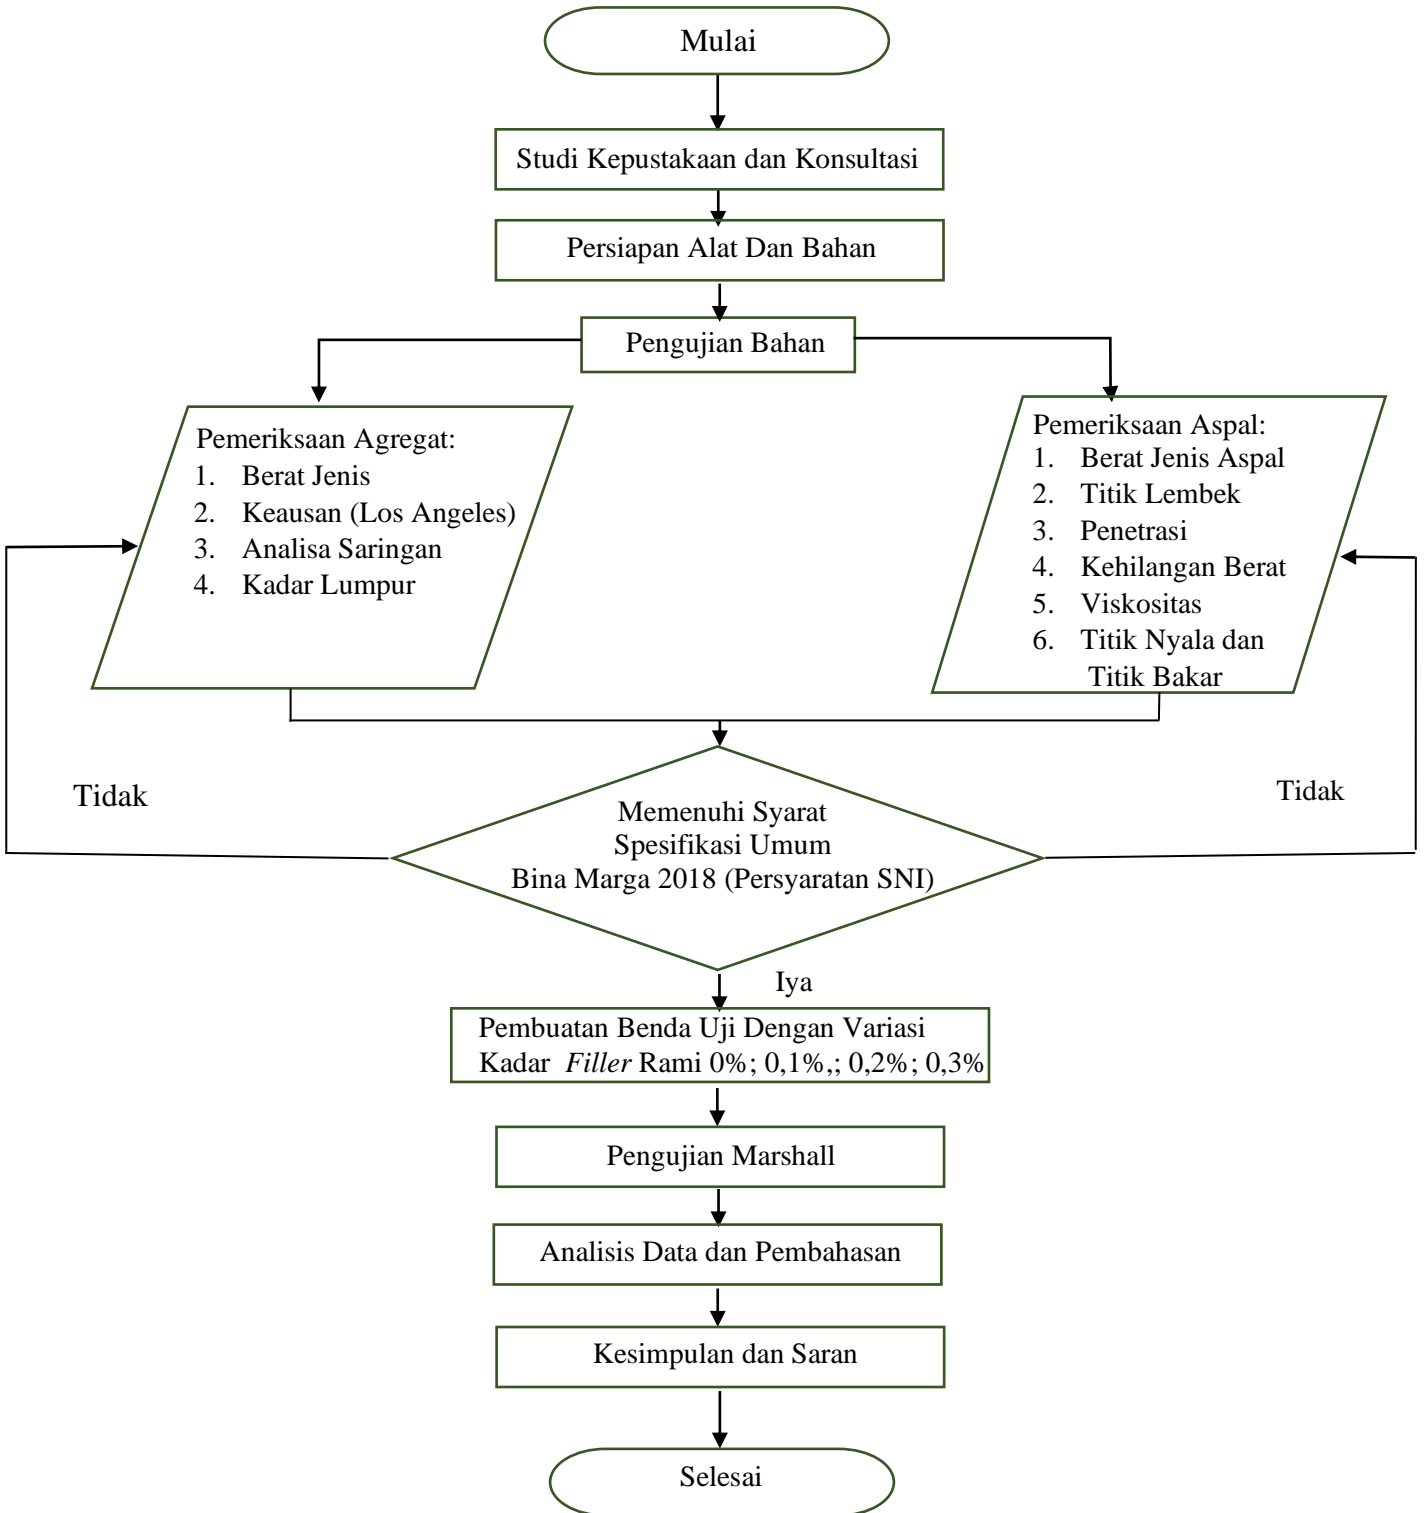 Mulai
Studi Kepustakaan dan Konsultasi
Persiapan Alat Dan Bahan
Pengujian Bahan
Pemeriksaan Agregat:
1. Berat Jenis
2. Keausan (Los Angeles)
3. Analisa Saringan
4. Kadar Lumpur
Pemeriksaan Aspal:
1. Berat Jenis Aspal
2. Titik Lembek
3. Penetrasi
4. Kehilangan Berat
5. Viskositas
6. Titik Nyala dan
Titik Bakar
Tidak
Memenuhi Syarat
Spesifikasi Umum
Bina Marga 2018 (Persyaratan SNI)
Tidak
Iya
Pembuatan Benda Uji Dengan Variasi
Kadar Filler Rami 0%; 0,1%,; 0,2%; 0,3%
Pengujian Marshall
Analisis Data dan Pembahasan
Kesimpulan dan Saran
Selesai